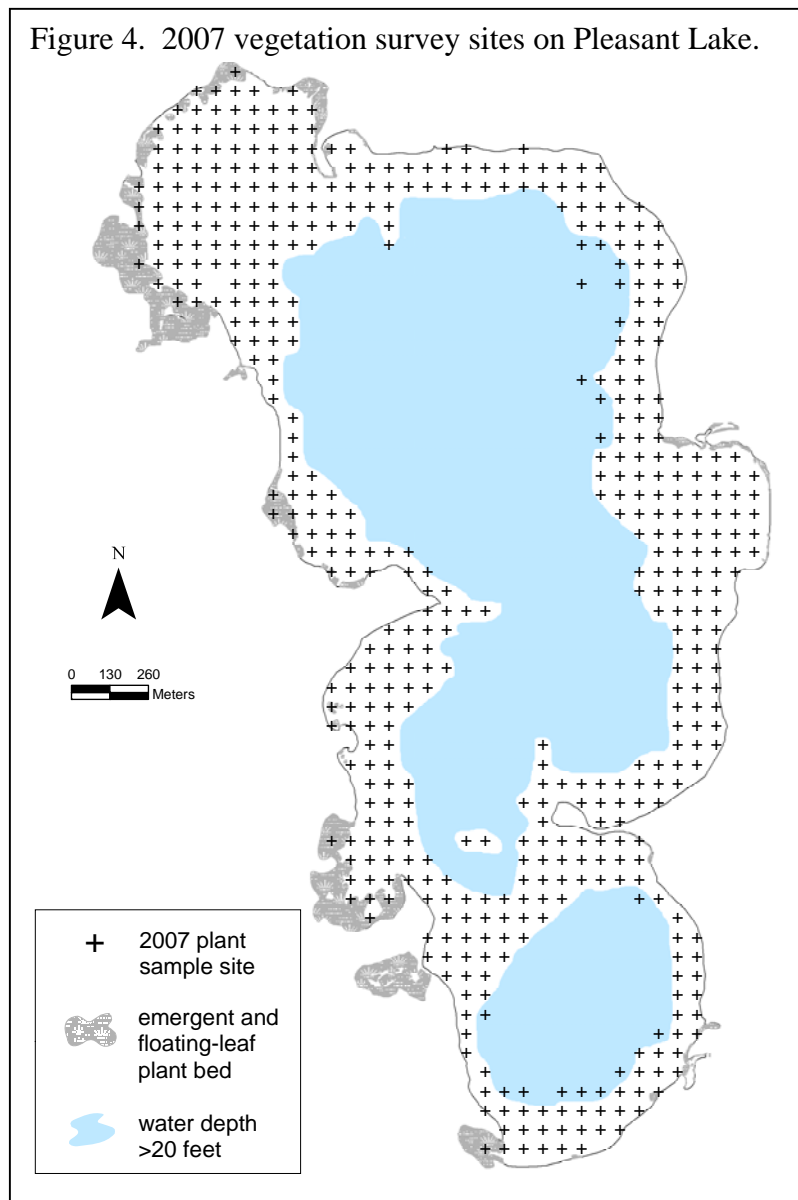 Figure 4.  2007 vegetation survey sites on Pleasant Lake.
N
0 130 260
Meters
2007 plant
sample site
emergent and
floating-leaf
plant bed
water depth
>20 feet